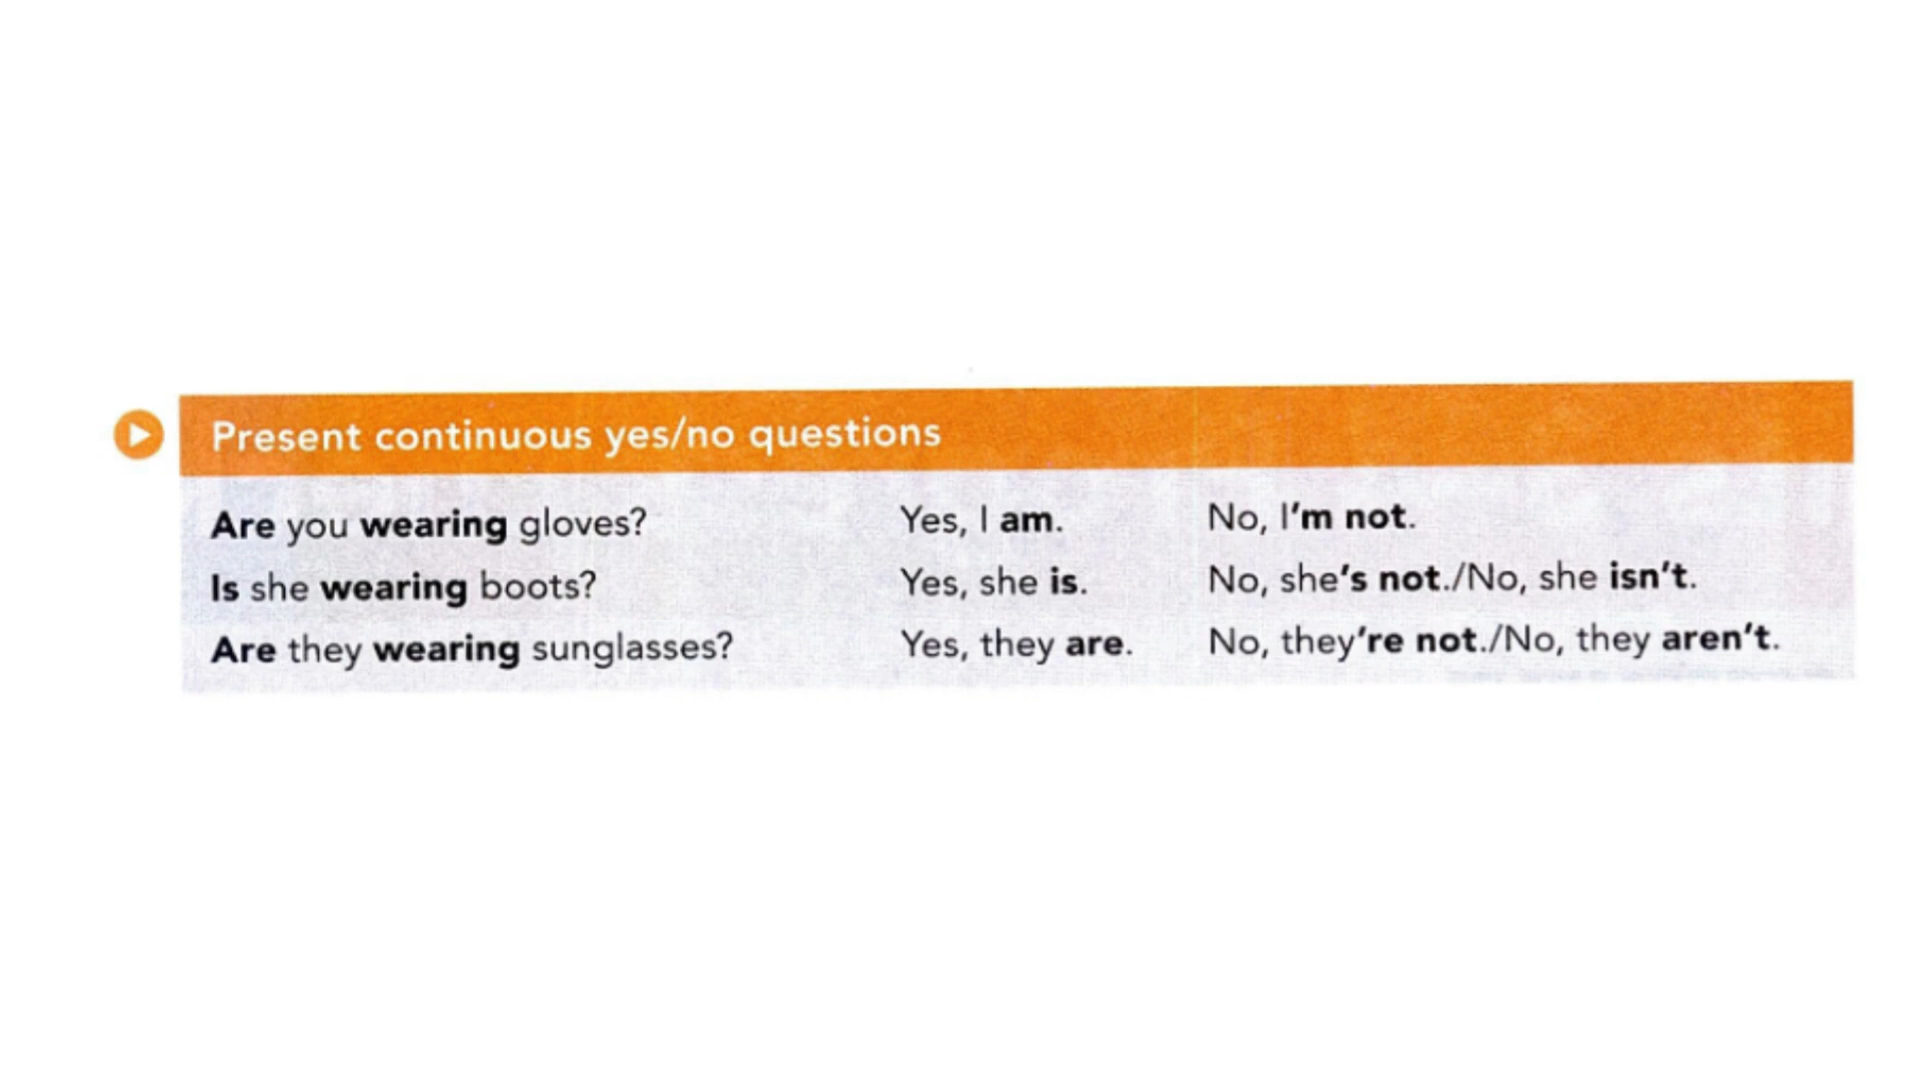 Present continuous yes/no questions
Are you wearing gloves? Yes, I am. No, I'm not.
Is she wearing boots? Yes, she is. No, she's not./No, she isn't.
Are they wearing sunglasses? Yes, they are. No, they're not./No, they aren't.